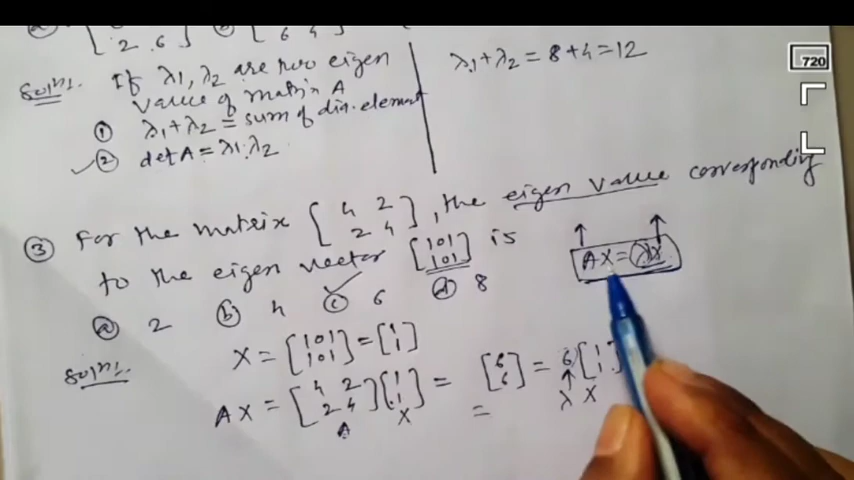 2 .6
6 4
Soln:. If λ1, λ2 are two eigen
value of matrix A
① λ1+λ2 = sum of dia. element
② det A = λ1.λ2
λ1+λ2 = 8+4=12
720
③ For the matrix [4 2
2 4], the eigen value corresponding
to the eigen vector [101
101] is
ⓐ 2 ⓑ 4 ⓒ 6 ⓓ 8
AX = λX
Soln:. X = [101
101] = [1
1]
AX = [4 2
2 4] [1
1] = [6
6] = 6 [1
1]
A X = λ X